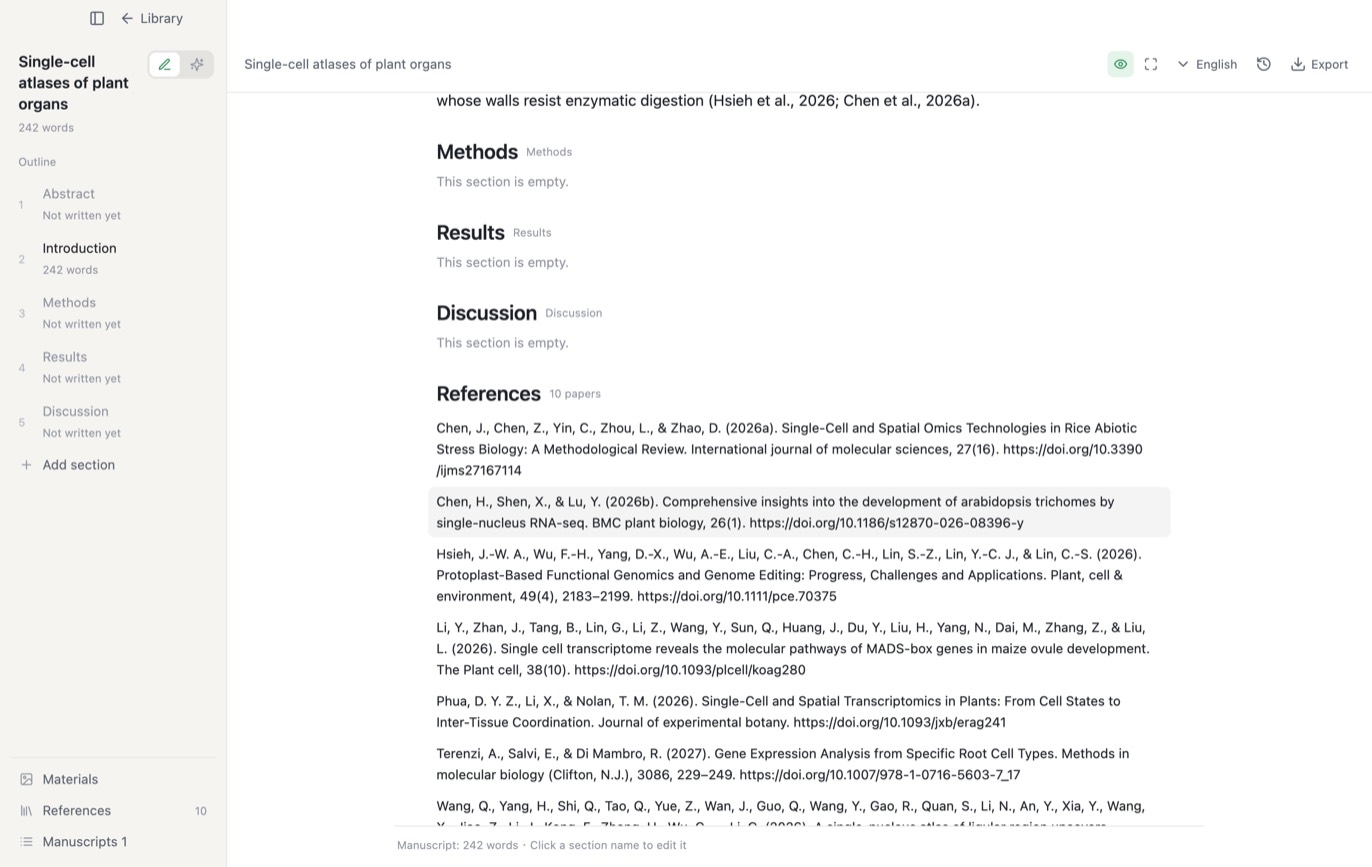 Library
Single-cell
atlases of plant
organs
242 words
Outline
1
Abstract
Not written yet
2
Introduction
242 words
3
Methods
Not written yet
4
Results
Not written yet
5
Discussion
Not written yet
Add section
Materials
References 10
Manuscripts 1
Single-cell atlases of plant organs
English
Export
whose walls resist enzymatic digestion (Hsieh et al., 2026; Chen et al., 2026a).
Methods Methods
This section is empty.
Results Results
This section is empty.
Discussion Discussion
This section is empty.
References 10 papers
Chen, J., Chen, Z., Yin, C., Zhou, L., & Zhao, D. (2026a). Single-Cell and Spatial Omics Technologies in Rice Abiotic
Stress Biology: A Methodological Review. International journal of molecular sciences, 27(16). https://doi.org/10.3390
/ijms27167114
Chen, H., Shen, X., & Lu, Y. (2026b). Comprehensive insights into the development of arabidopsis trichomes by
single-nucleus RNA-seq. BMC plant biology, 26(1). https://doi.org/10.1186/s12870-026-08396-y
Hsieh, J.-W. A., Wu, F.-H., Yang, D.-X., Wu, A.-E., Liu, C.-A., Chen, C.-H., Lin, S.-Z., Lin, Y.-C. J., & Lin, C.-S. (2026).
Protoplast-Based Functional Genomics and Genome Editing: Progress, Challenges and Applications. Plant, cell &
environment, 49(4), 2183–2199. https://doi.org/10.1111/pce.70375
Li, Y., Zhan, J., Tang, B., Lin, G., Li, Z., Wang, Y., Sun, Q., Huang, J., Du, Y., Liu, H., Yang, N., Dai, M., Zhang, Z., & Liu,
L. (2026). Single cell transcriptome reveals the molecular pathways of MADS-box genes in maize ovule development.
The Plant cell, 38(10). https://doi.org/10.1093/plcell/koag280
Phua, D. Y. Z., Li, X., & Nolan, T. M. (2026). Single-Cell and Spatial Transcriptomics in Plants: From Cell States to
Inter-Tissue Coordination. Journal of experimental botany. https://doi.org/10.1093/jxb/erag241
Terenzi, A., Salvi, E., & Di Mambro, R. (2027). Gene Expression Analysis from Specific Root Cell Types. Methods in
molecular biology (Clifton, N.J.), 3086, 229–249. https://doi.org/10.1007/978-1-0716-5603-7_17
Wang, Q., Yang, H., Shi, Q., Tao, Q., Yue, Z., Wan, J., Guo, Q., Wang, Y., Gao, R., Quan, S., Li, N., An, Y., Xia, Y., Wang,
Manuscript: 242 words · Click a section name to edit it